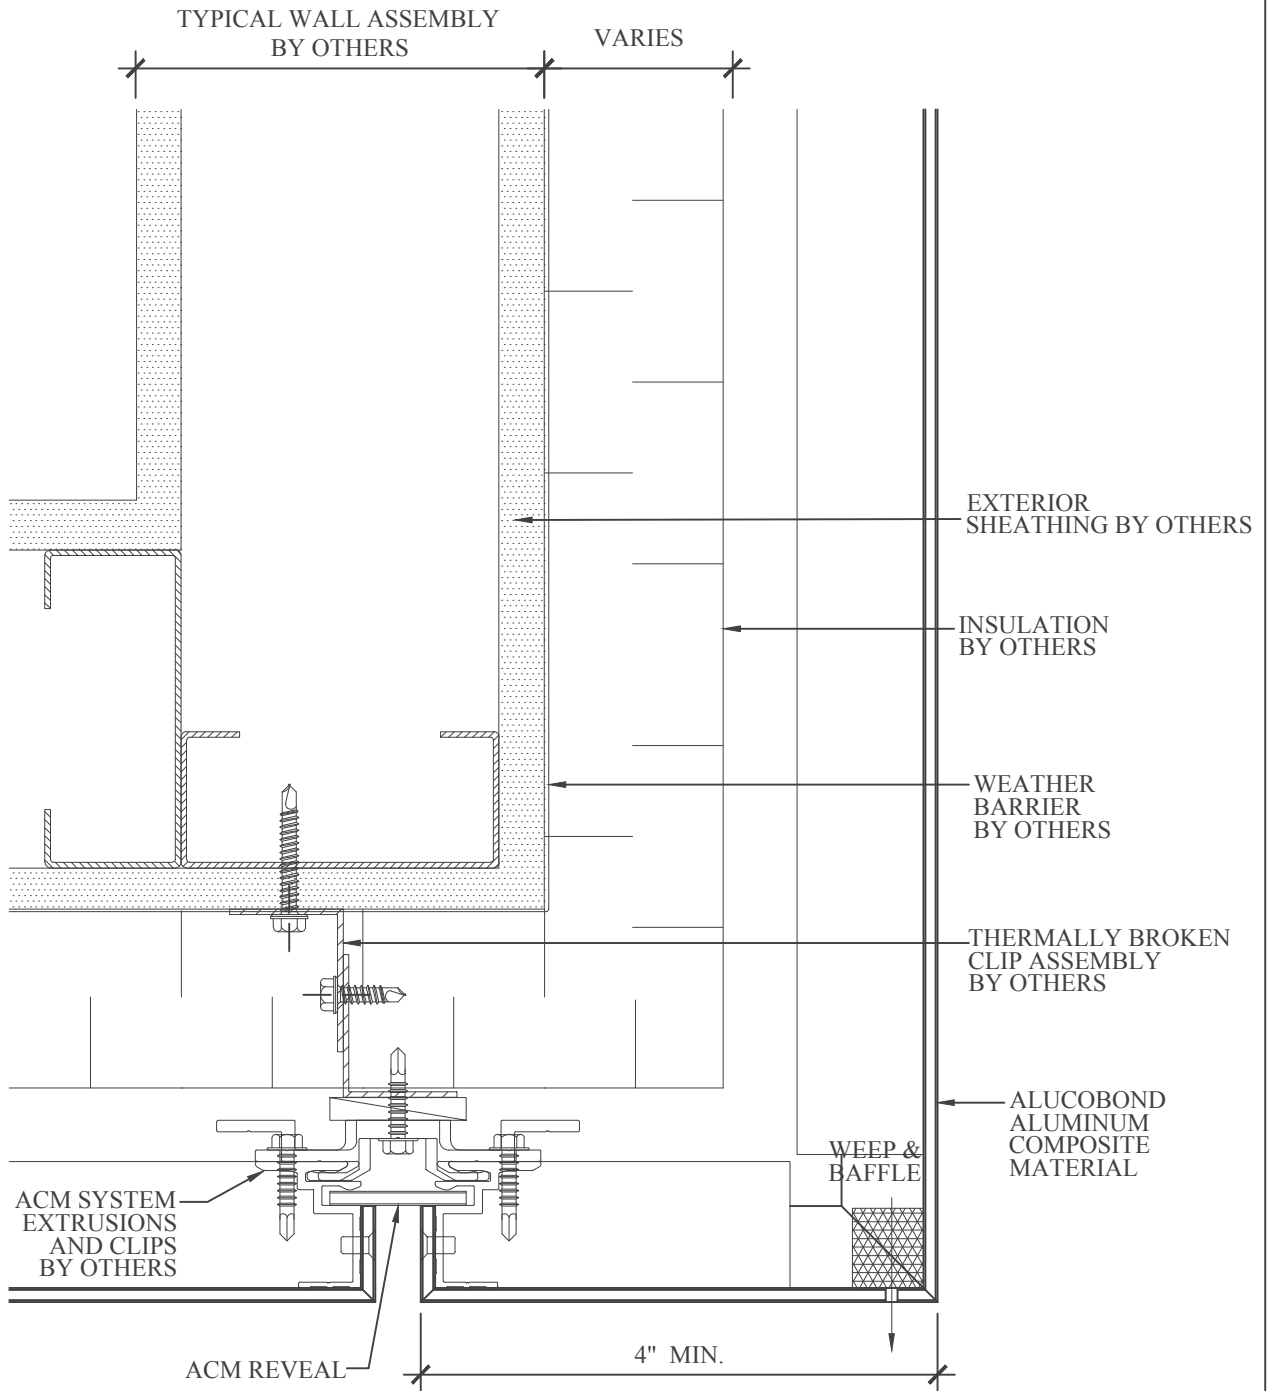 TYPICAL WALL ASSEMBLY
BY OTHERS
VARIES
EXTERIOR
SHEATHING BY OTHERS
INSULATION
BY OTHERS
WEATHER
BARRIER
BY OTHERS
THERMALLY BROKEN
CLIP ASSEMBLY
BY OTHERS
ALUCOBOND
ALUMINUM
COMPOSITE
MATERIAL
WEEP &
BAFFLE
ACM SYSTEM
EXTRUSIONS
AND CLIPS
BY OTHERS
ACM REVEAL
4" MIN.